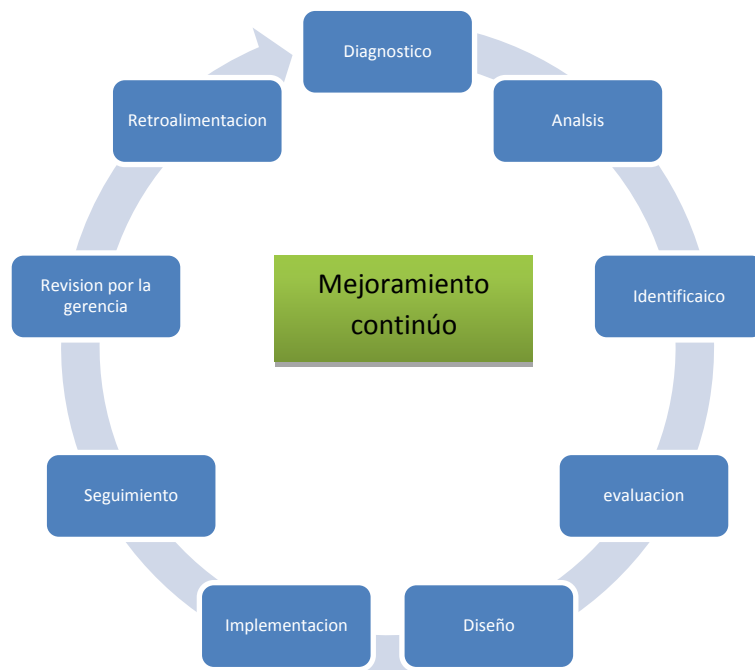 Diagnostico
Analsis
Identificaico
evaluacion
Diseño
Implementacion
Seguimiento
Revision por la
gerencia
Retroalimentacion
Mejoramiento
continúo